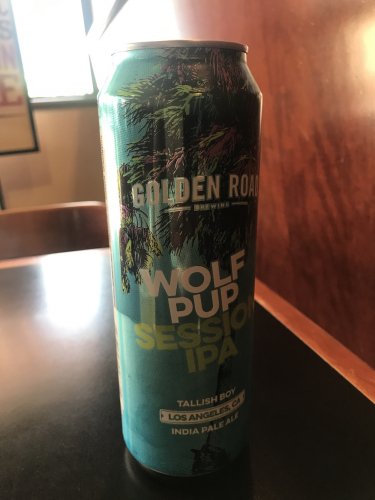 GOLDEN ROAD
BREWING
WOLF
PUP
SESSION
IPA
TALLISH BOY
LOS ANGELES, CA
INDIA PALE ALE